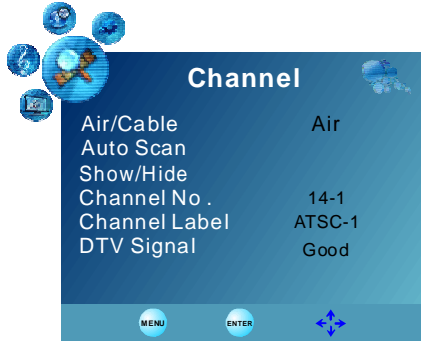 Channel
Air/Cable Air
Auto Scan
Show/Hide
Channel No . 14-1
Channel Label ATSC-1
DTV Signal Good
MENU ENTER